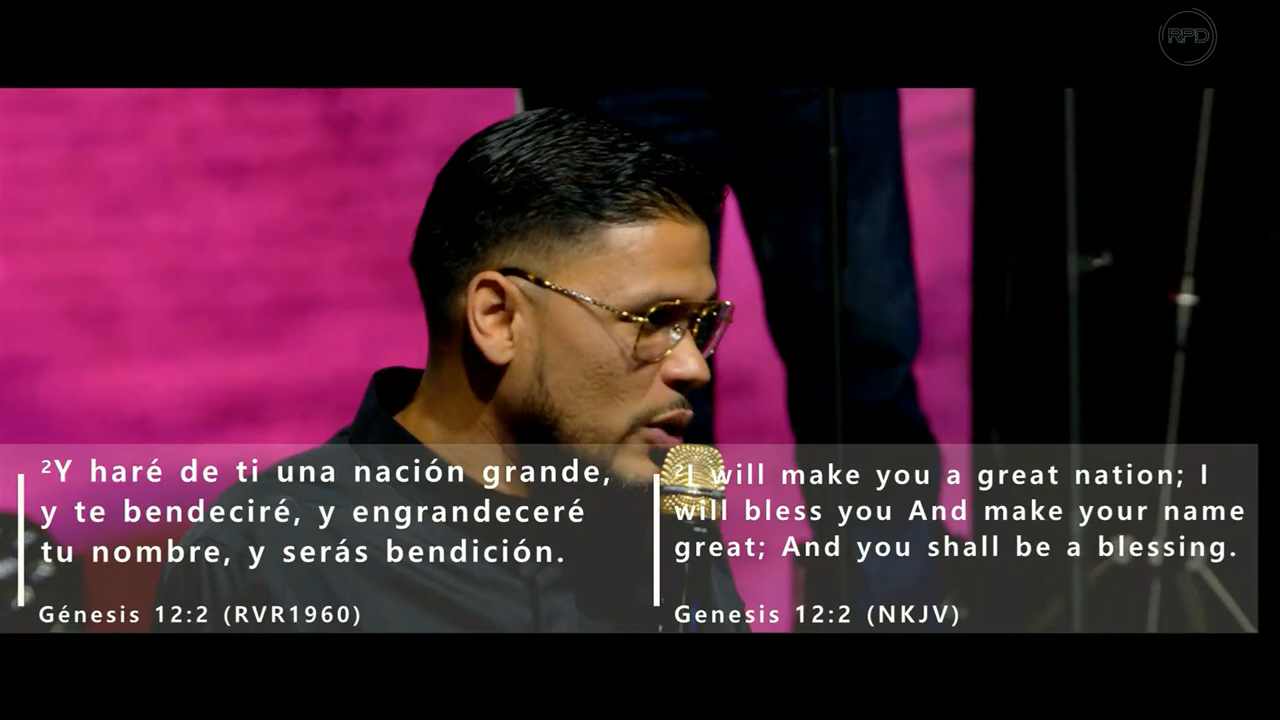 RPD
²Y haré de ti una nación grande,
y te bendeciré, y engrandeceré
tu nombre, y serás bendición.
Génesis 12:2 (RVR1960)
²I will make you a great nation; I
will bless you And make your name
great; And you shall be a blessing.
Genesis 12:2 (NKJV)